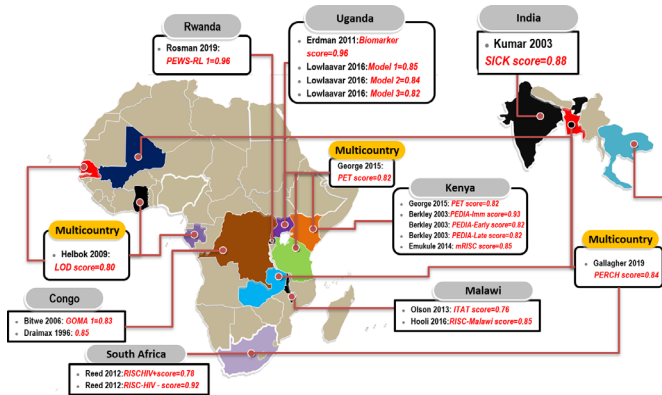 Rwanda
Rosman 2019:
PEWS-RL 1=0.96
Uganda
Erdman 2011:Biomarker
score=0.96
Lowlaavar 2016:Model 1=0.85
Lowlaavar 2016: Model 2=0.84
Lowlaavar 2016: Model 3=0.82
India
Kumar 2003
SICK score=0.88
Multicountry
George 2015:
PET score=0.82
Kenya
George 2015: PET score=0.82
Berkley 2003:PEDIA-Imm score=0.93
Berkley 2003: PEDIA-Early score=0.82
Berkley 2003:PEDIA-Late score=0.82
Emukule 2014: mRISC score=0.85
Multicountry
Helbok 2009:
LOD score=0.80
Multicountry
Gallagher 2019
PERCH score=0.84
Congo
Bitwe 2006: GOMA 1=0.83
Draimax 1996: 0.85
Malawi
Olson 2013: ITAT score=0.76
Hooli 2016:RISC-Malawi score=0.85
South Africa
Reed 2012:RISCHIV+score=0.78
Reed 2012:RISC-HIV - score=0.92